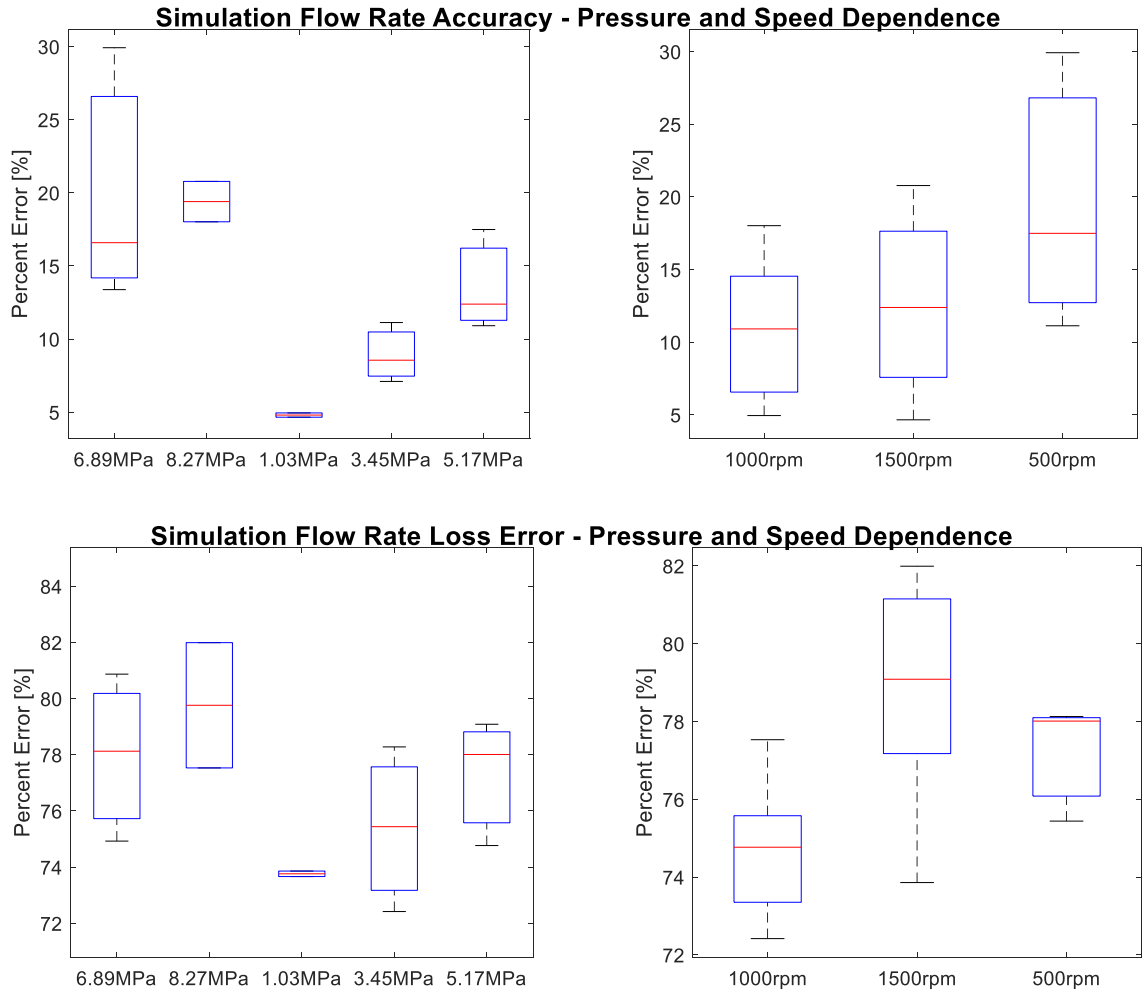 Simulation Flow Rate Accuracy - Pressure and Speed Dependence
Percent Error [%]
30
25
20
15
10
5
6.89MPa 8.27MPa 1.03MPa 3.45MPa 5.17MPa
Percent Error [%]
30
25
20
15
10
5
1000rpm 1500rpm 500rpm
Simulation Flow Rate Loss Error - Pressure and Speed Dependence
Percent Error [%]
84
82
80
78
76
74
72
6.89MPa 8.27MPa 1.03MPa 3.45MPa 5.17MPa
Percent Error [%]
82
80
78
76
74
72
1000rpm 1500rpm 500rpm